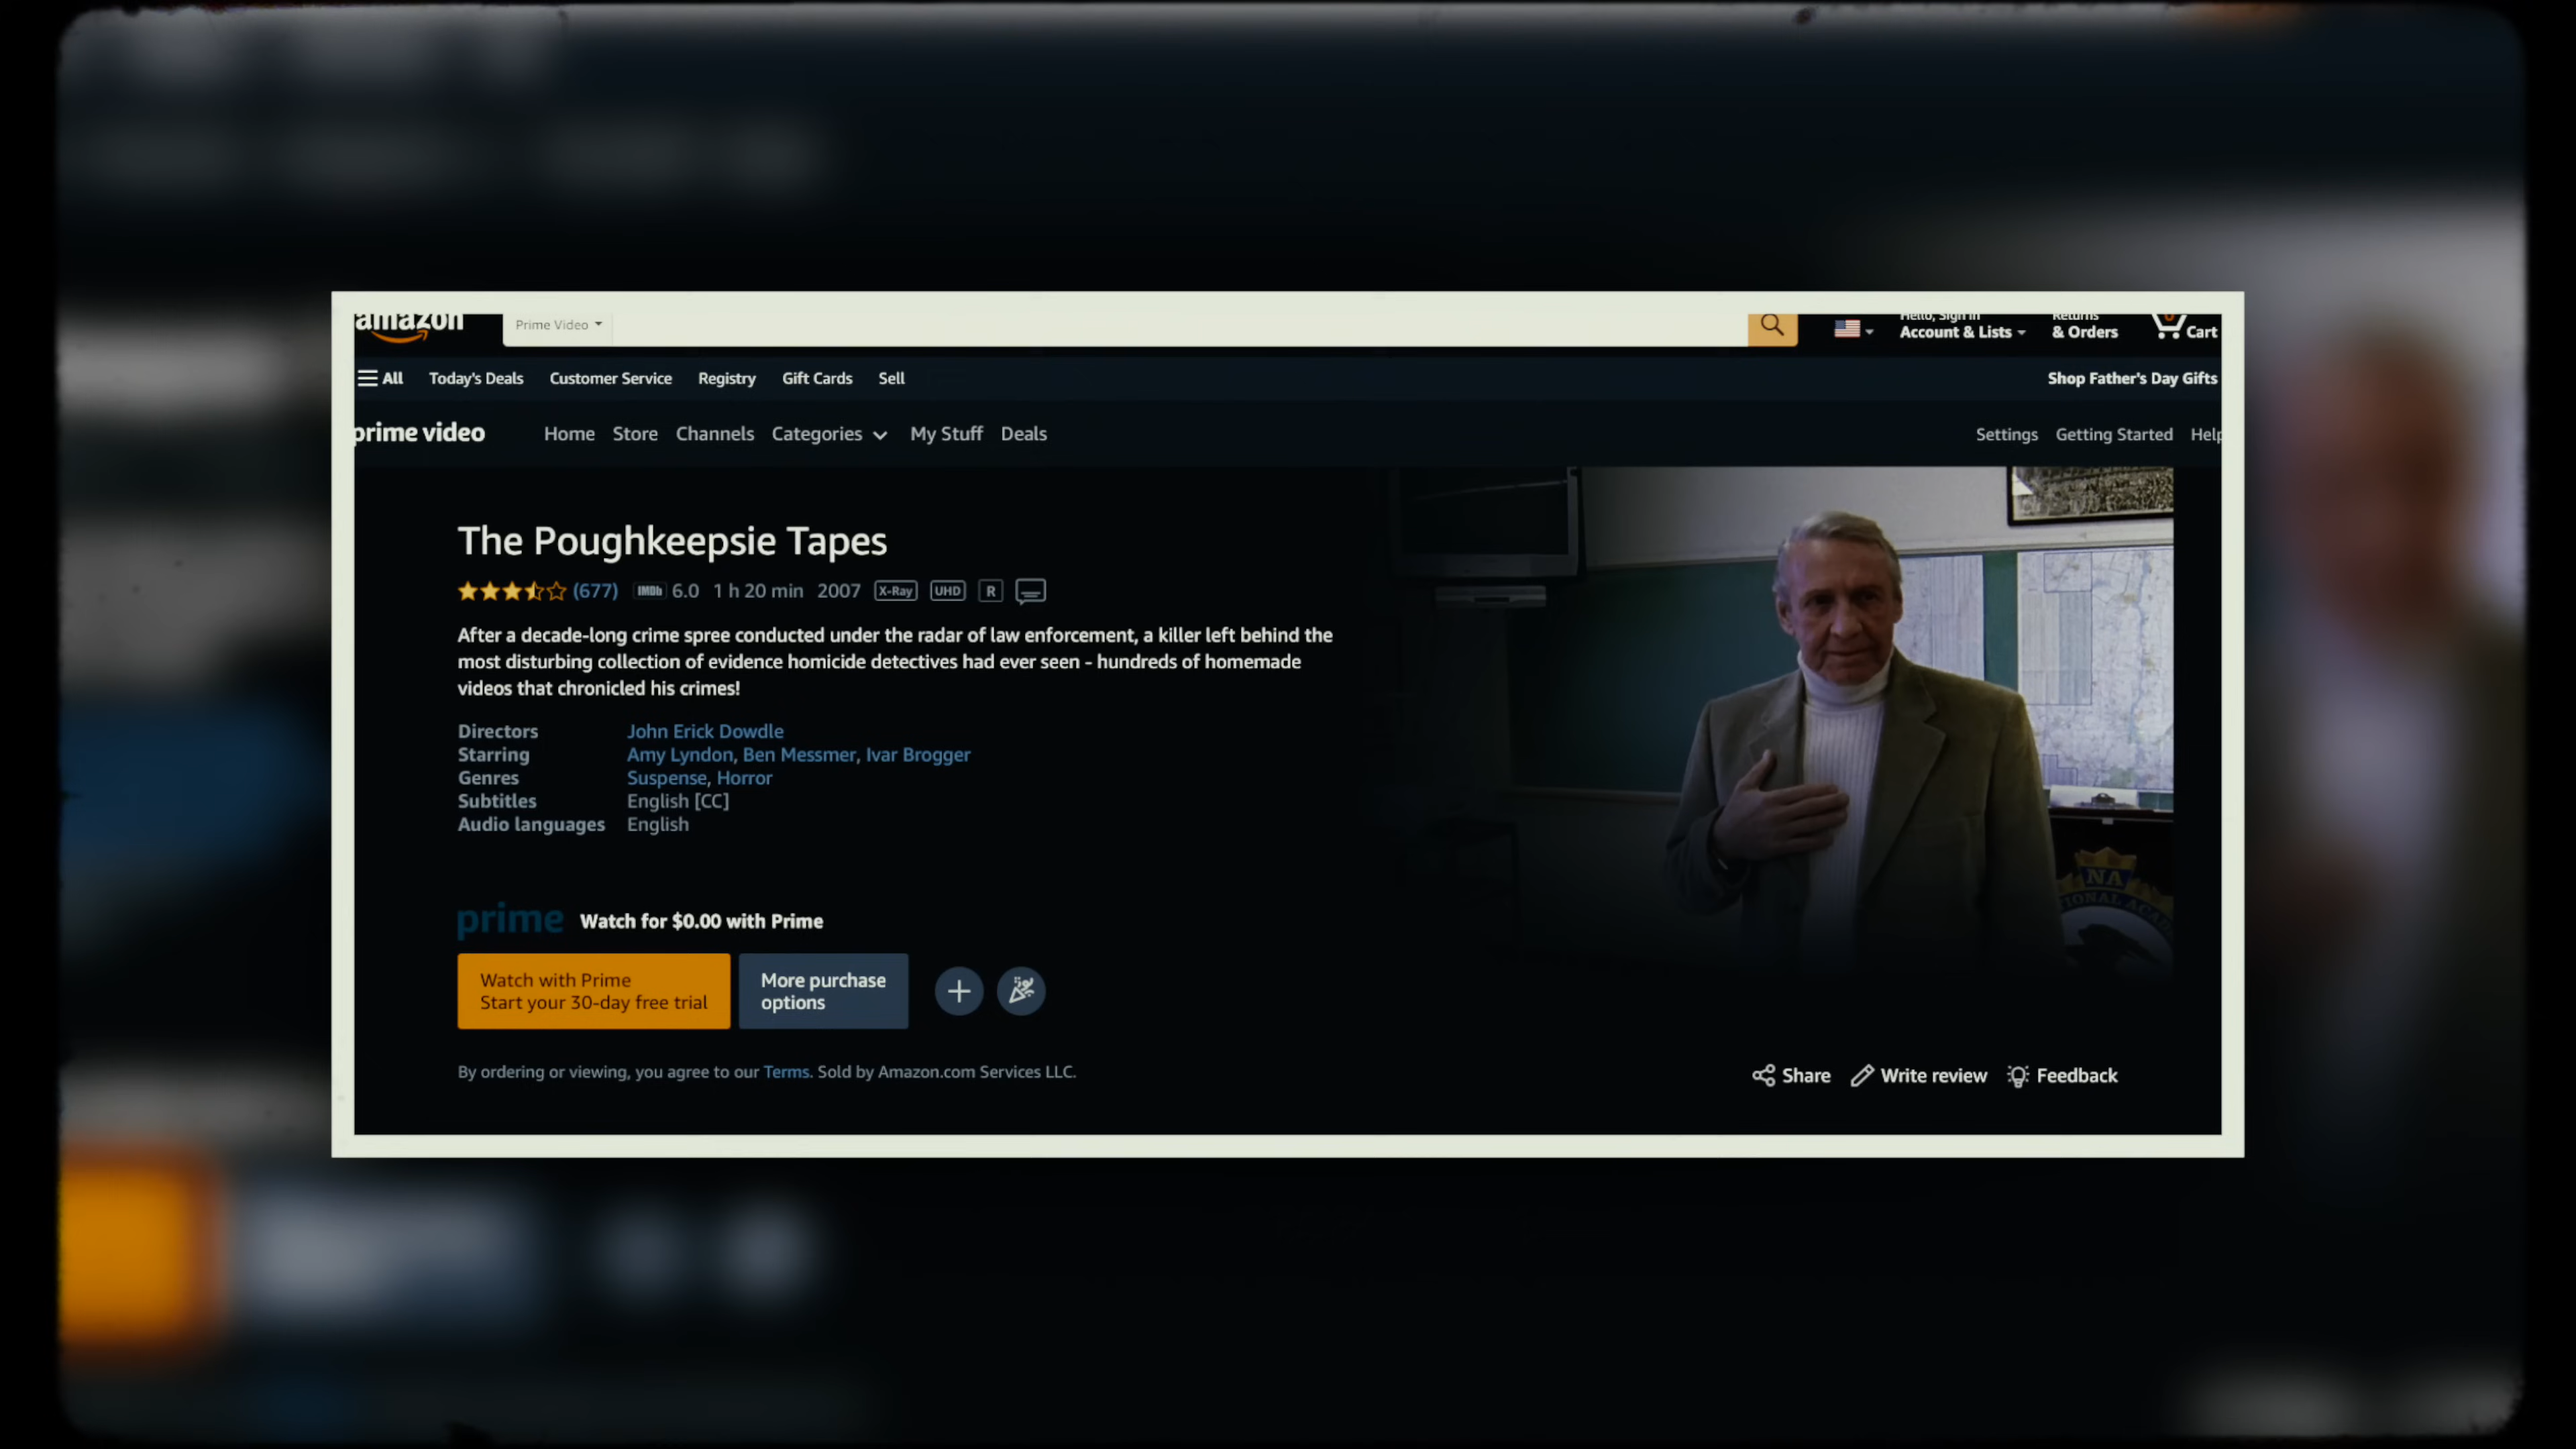 amazon
Prime Video
Hello, Sign in
Account & Lists
Returns
& Orders
Cart
All Today's Deals Customer Service Registry Gift Cards Sell
Shop Father's Day Gifts
prime video Home Store Channels Categories My Stuff Deals
Settings Getting Started Help
The Poughkeepsie Tapes
(677) IMDb 6.0 1 h 20 min 2007 X-Ray UHD R
After a decade-long crime spree conducted under the radar of law enforcement, a killer left behind the
most disturbing collection of evidence homicide detectives had ever seen - hundreds of homemade
videos that chronicled his crimes!
Directors John Erick Dowdle
Starring Amy Lyndon, Ben Messmer, Ivar Brogger
Genres Suspense, Horror
Subtitles English [CC]
Audio languages English
NA
prime Watch for $0.00 with Prime
Watch with Prime
Start your 30-day free trial
More purchase
options
By ordering or viewing, you agree to our Terms. Sold by Amazon.com Services LLC.
Share Write review Feedback